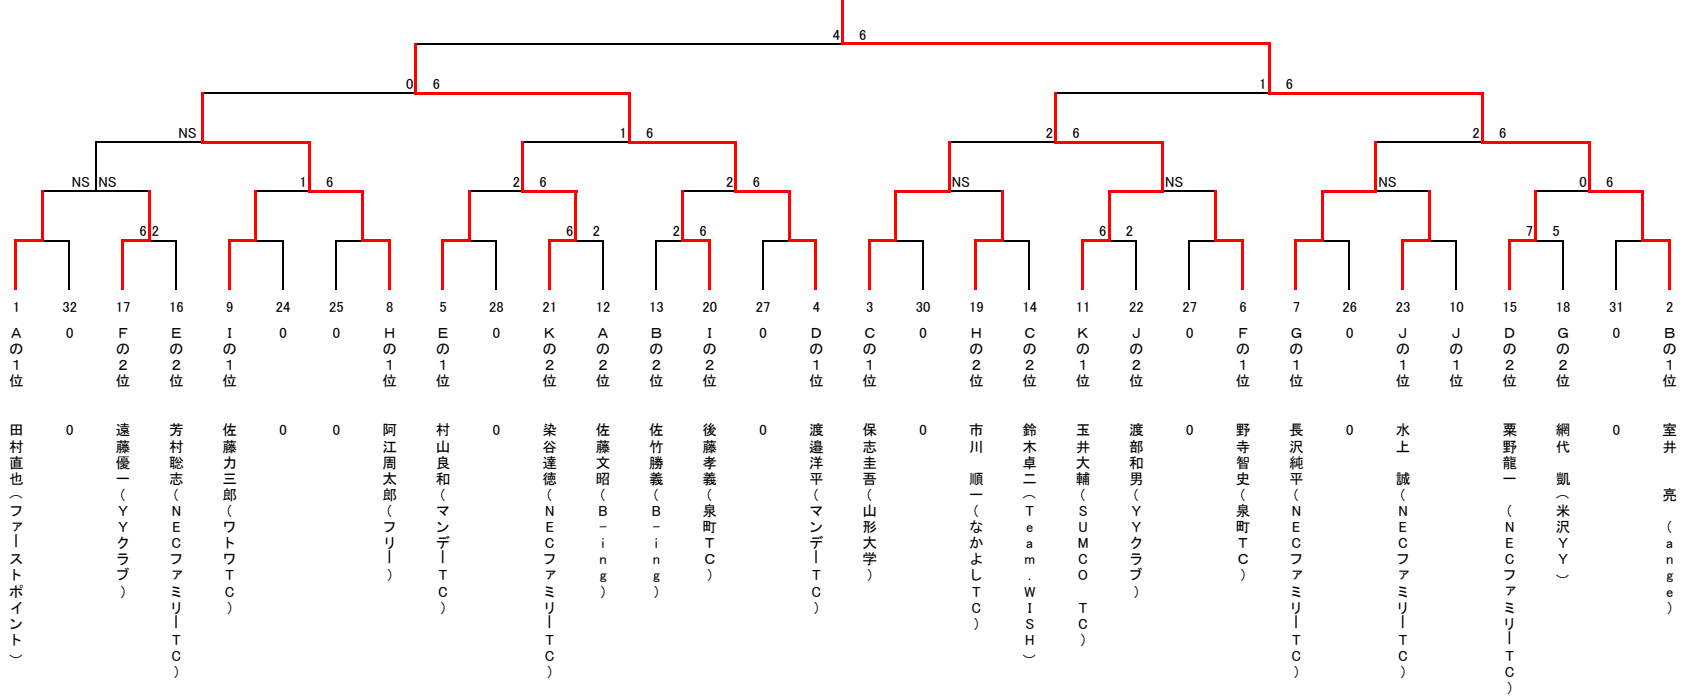 4 6
0 6 1 6
NS 1 6 2 6 2 6
NS NS 1 6 2 6 2 6 NS NS NS 0 6
6 2 6 2 2 6 6 2 7 5
1 32 17 16 9 24 25 8 5 28 21 12 13 20 27 4 3 30 19 14 11 22 27 6 7 26 23 10 15 18 31 2
Aの1位 0 Fの2位 Eの2位 Iの1位 0 0 Hの1位 Eの1位 0 Kの2位 Aの2位 Bの2位 Iの2位 0 Dの1位 Cの1位 0 Hの2位 Cの2位 Kの1位 Jの2位 0 Fの1位 Gの1位 0 Jの1位 Jの1位 Dの2位 Gの2位 0 Bの1位
田村直也(ファーストポイント)
0
遠藤優一(YYクラブ)
芳村聡志(NECファミリーTC)
佐藤力三郎(ワトワTC)
0
0
阿江周太郎(フリー)
村山良和(マンデーTC)
0
染谷達徳(NECファミリーTC)
佐藤文昭(B-ing)
佐竹勝義(B-ing)
後藤孝義(泉町TC)
0
渡邉洋平(マンデーTC)
保志圭吾(山形大学)
0
市川 順一(なかよしTC)
鈴木卓二(Team.WISH)
玉井大輔(SUMCO TC)
渡部和男(YYクラブ)
0
野寺智史(泉町TC)
長沢純平(NECファミリーTC)
0
水上 誠(NECファミリーTC)
粟野龍一 (NECファミリーTC)
網代 凱(米沢YY)
0
室井 亮 (ange)